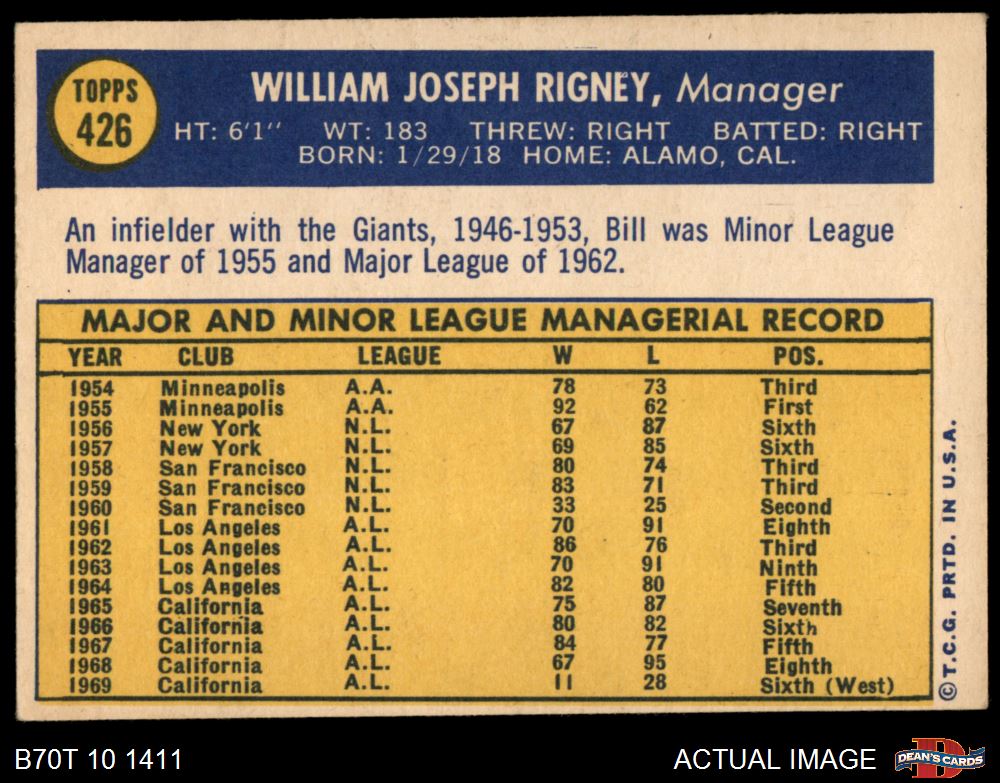 TOPPS
426
WILLIAM JOSEPH RIGNEY, Manager
HT: 6'1" WT: 183 THREW: RIGHT BATTED: RIGHT
BORN: 1/29/18 HOME: ALAMO, CAL.
An infielder with the Giants, 1946-1953, Bill was Minor League
Manager of 1955 and Major League of 1962.
MAJOR AND MINOR LEAGUE MANAGERIAL RECORD
YEAR CLUB LEAGUE W L POS.
1954 Minneapolis A.A. 78 73 Third
1955 Minneapolis A.A. 92 62 First
1956 New York N.L. 67 87 Sixth
1957 New York N.L. 69 85 Sixth
1958 San Francisco N.L. 80 74 Third
1959 San Francisco N.L. 83 71 Third
1960 San Francisco N.L. 33 25 Second
1961 Los Angeles A.L. 70 91 Eighth
1962 Los Angeles A.L. 86 76 Third
1963 Los Angeles A.L. 70 91 Ninth
1964 Los Angeles A.L. 82 80 Fifth
1965 California A.L. 75 87 Seventh
1966 California A.L. 80 82 Sixth
1967 California A.L. 84 77 Fifth
1968 California A.L. 67 95 Eighth
1969 California A.L. 11 28 Sixth (West)
© T.C.G. PRTD. IN U.S.A.
B70T 10 1411
ACTUAL IMAGE
D
DEAN'S CARDS